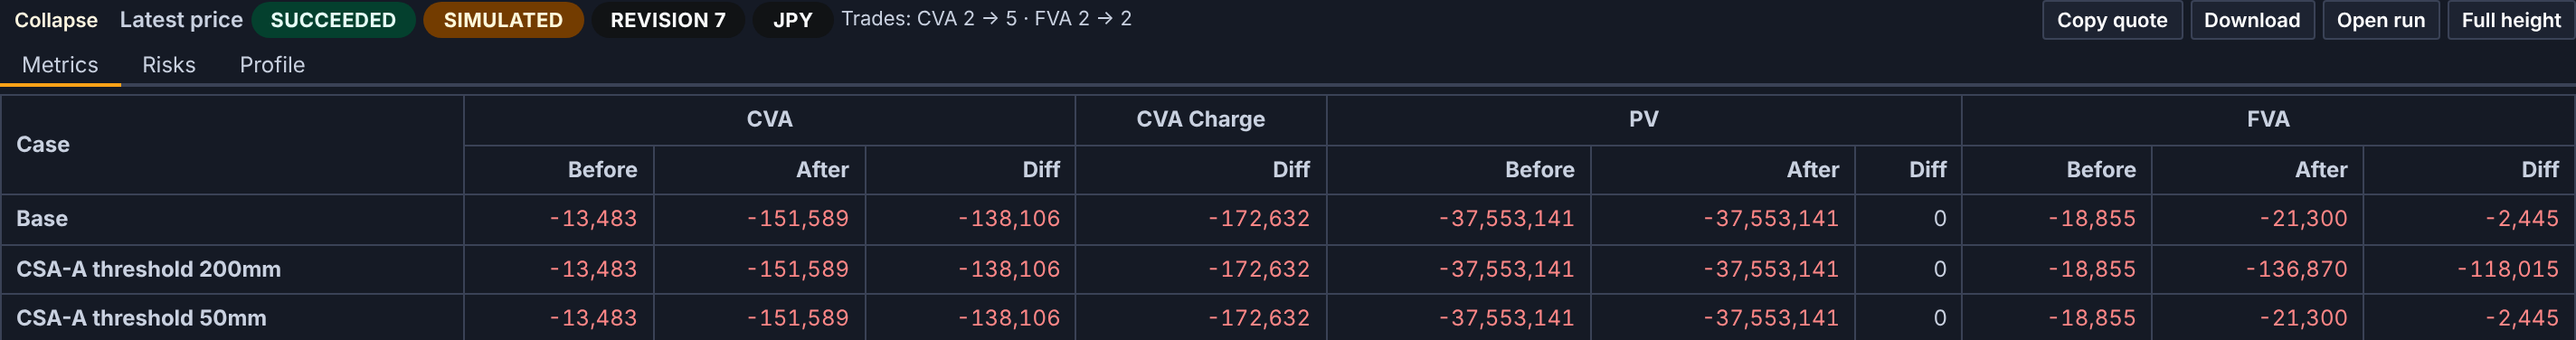 Collapse Latest price SUCCEEDED SIMULATED REVISION 7 JPY Trades: CVA 2 → 5 · FVA 2 → 2 Copy quote Download Open run Full height
Metrics Risks Profile
Case CVA CVA Charge PV FVA
Before After Diff Diff Before After Diff Before After Diff
Base -13,483 -151,589 -138,106 -172,632 -37,553,141 -37,553,141 0 -18,855 -21,300 -2,445
CSA-A threshold 200mm -13,483 -151,589 -138,106 -172,632 -37,553,141 -37,553,141 0 -18,855 -136,870 -118,015
CSA-A threshold 50mm -13,483 -151,589 -138,106 -172,632 -37,553,141 -37,553,141 0 -18,855 -21,300 -2,445